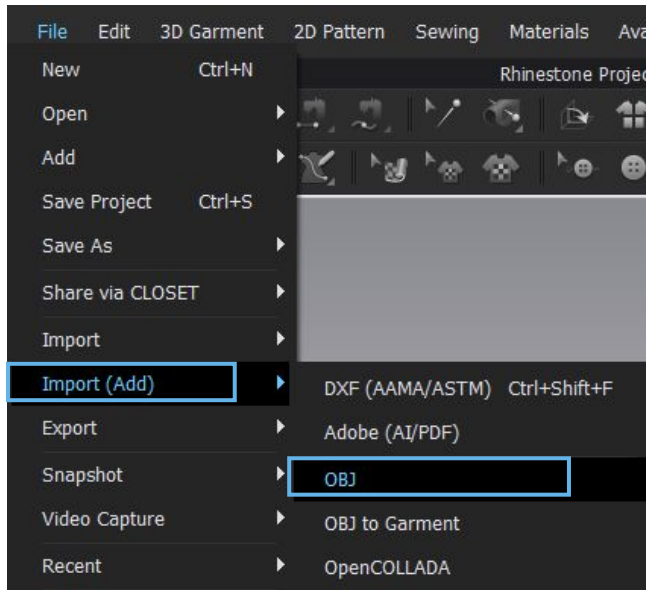 File Edit 3D Garment 2D Pattern Sewing Materials
Rhinestone
New Ctrl+N
Open
Add
Save Project Ctrl+S
Save As
Share via CLOSET
Import
Import (Add)
DXF (AAMA/ASTM) Ctrl+Shift+F
Export
Adobe (AI/PDF)
Snapshot
OBJ
Video Capture
OBJ to Garment
Recent
OpenCOLLADA